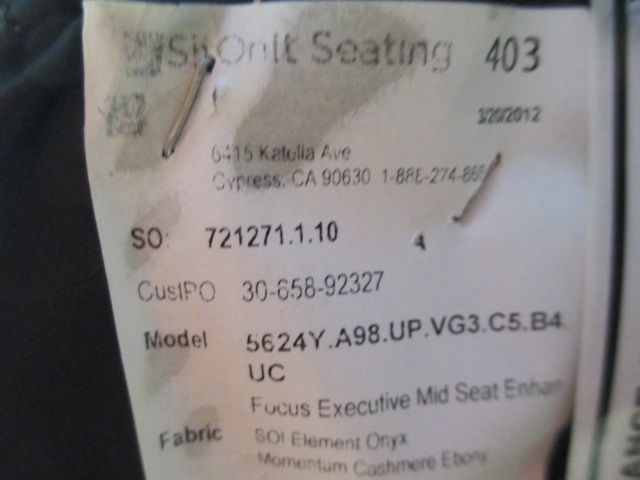 SitOnIt Seating 403
3/20/2012
6415 Katella Ave
Cypress, CA 90630 1-888-274-866
SO: 721271.1.10
CustPO 30-658-92327
Model 5624Y.A98.UP.VG3.C5.B4.
UC
Focus Executive Mid Seat Enhan
Fabric SOI Element Onyx
Momentum Cashmere Ebony